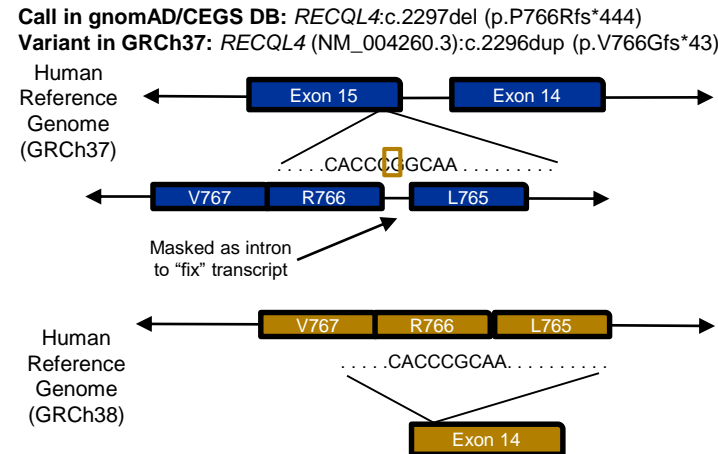 Call in gnomAD/CEGS DB: RECQL4:c.2297del (p.P766Rfs*444)
Variant in GRCh37: RECQL4 (NM_004260.3):c.2296dup (p.V766Gfs*43)
Human
Reference
Genome
(GRCh37)
Exon 15
Exon 14
. . . . .CACCCGGCAA . . . . . . . . .
V767
R766
L765
Masked as intron
to “fix” transcript
Human
Reference
Genome
(GRCh38)
V767
R766
L765
. . . . .CACCCGCAA. . . . . . . . . .
Exon 14